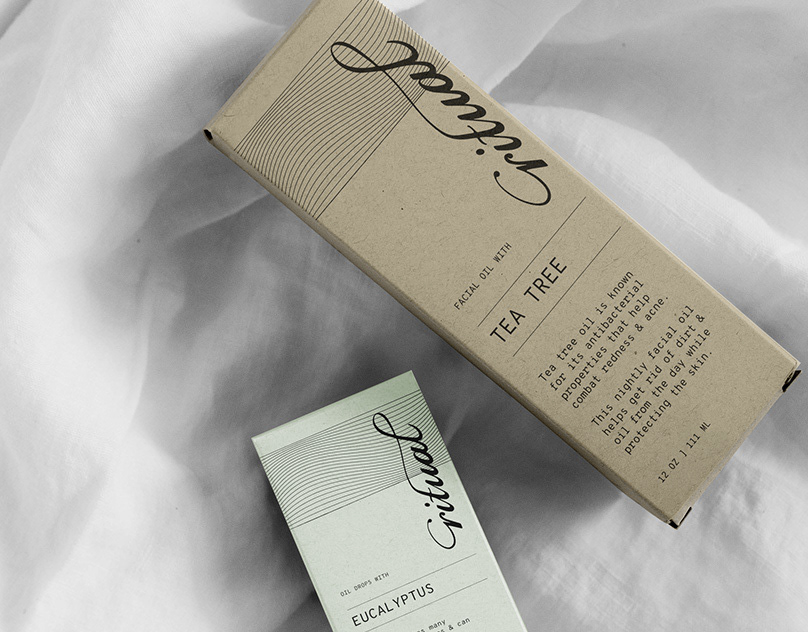 ritual
FACIAL OIL WITH
TEA TREE
Tea tree oil is known
for its antibacterial
properties that help
combat redness & acne.
This nightly facial oil
helps get rid of dirt &
oil from the day while
protecting the skin.
12 OZ ] 111 ML
ritual
OIL DROPS WITH
EUCALYPTUS
many
& can